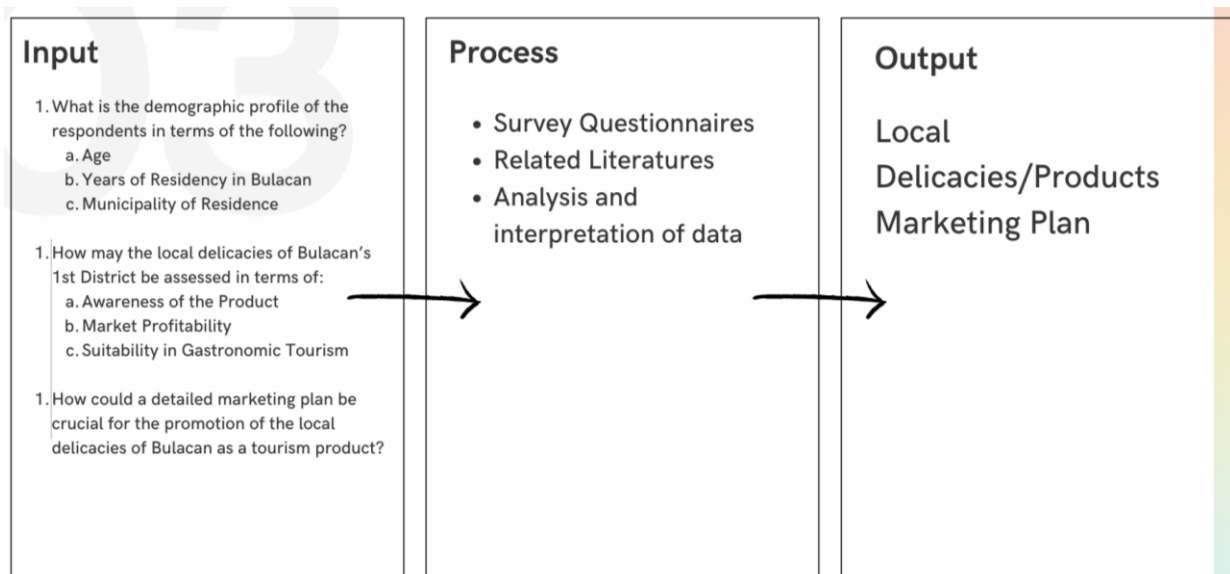 03
Input
1. What is the demographic profile of the
respondents in terms of the following?
a. Age
b. Years of Residency in Bulacan
c. Municipality of Residence
1. How may the local delicacies of Bulacan's
1st District be assessed in terms of:
a. Awareness of the Product
b. Market Profitability
c. Suitability in Gastronomic Tourism
1. How could a detailed marketing plan be
crucial for the promotion of the local
delicacies of Bulacan as a tourism product?
Process
• Survey Questionnaires
• Related Literatures
• Analysis and
interpretation of data
Output
Local
Delicacies/Products
Marketing Plan